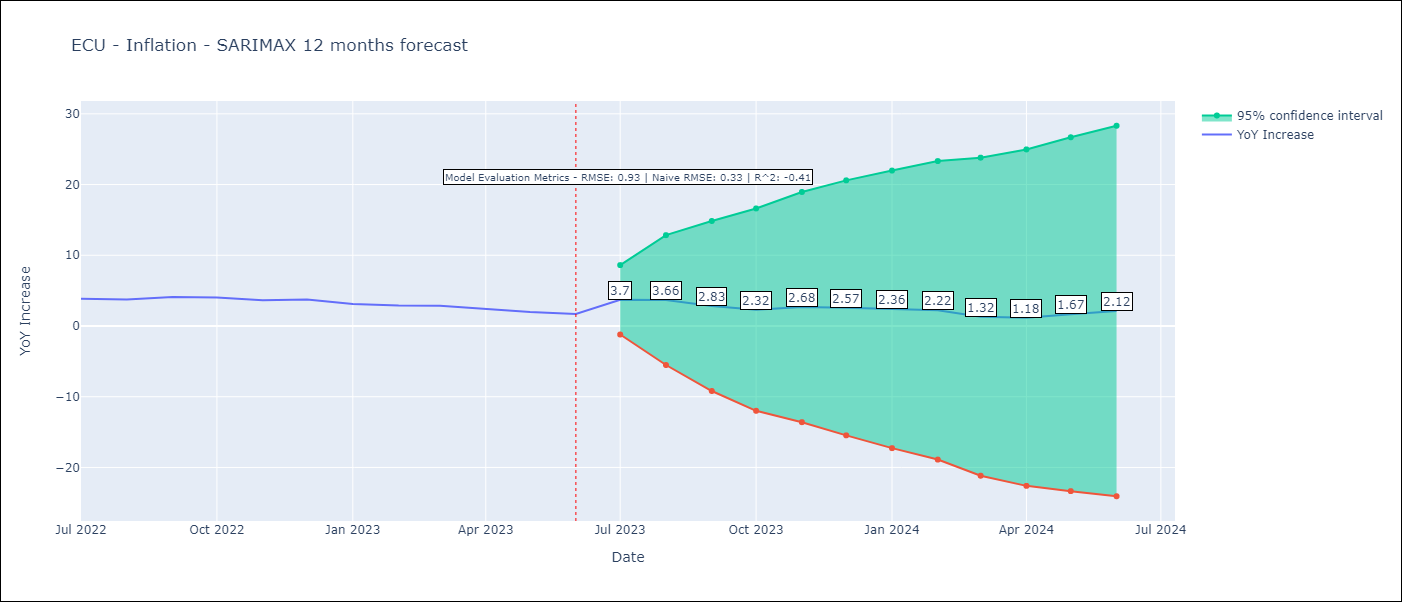 ECU - Inflation - SARIMAX 12 months forecast
95% confidence interval
YoY Increase
Model Evaluation Metrics - RMSE: 0.93 | Naive RMSE: 0.33 | R^2: -0.41
YoY Increase
30
20
10
0
−10
−20
3.7
3.66
2.83
2.32
2.68
2.57
2.36
2.22
1.32
1.18
1.67
2.12
Jul 2022
Oct 2022
Jan 2023
Apr 2023
Jul 2023
Oct 2023
Jan 2024
Apr 2024
Jul 2024
Date